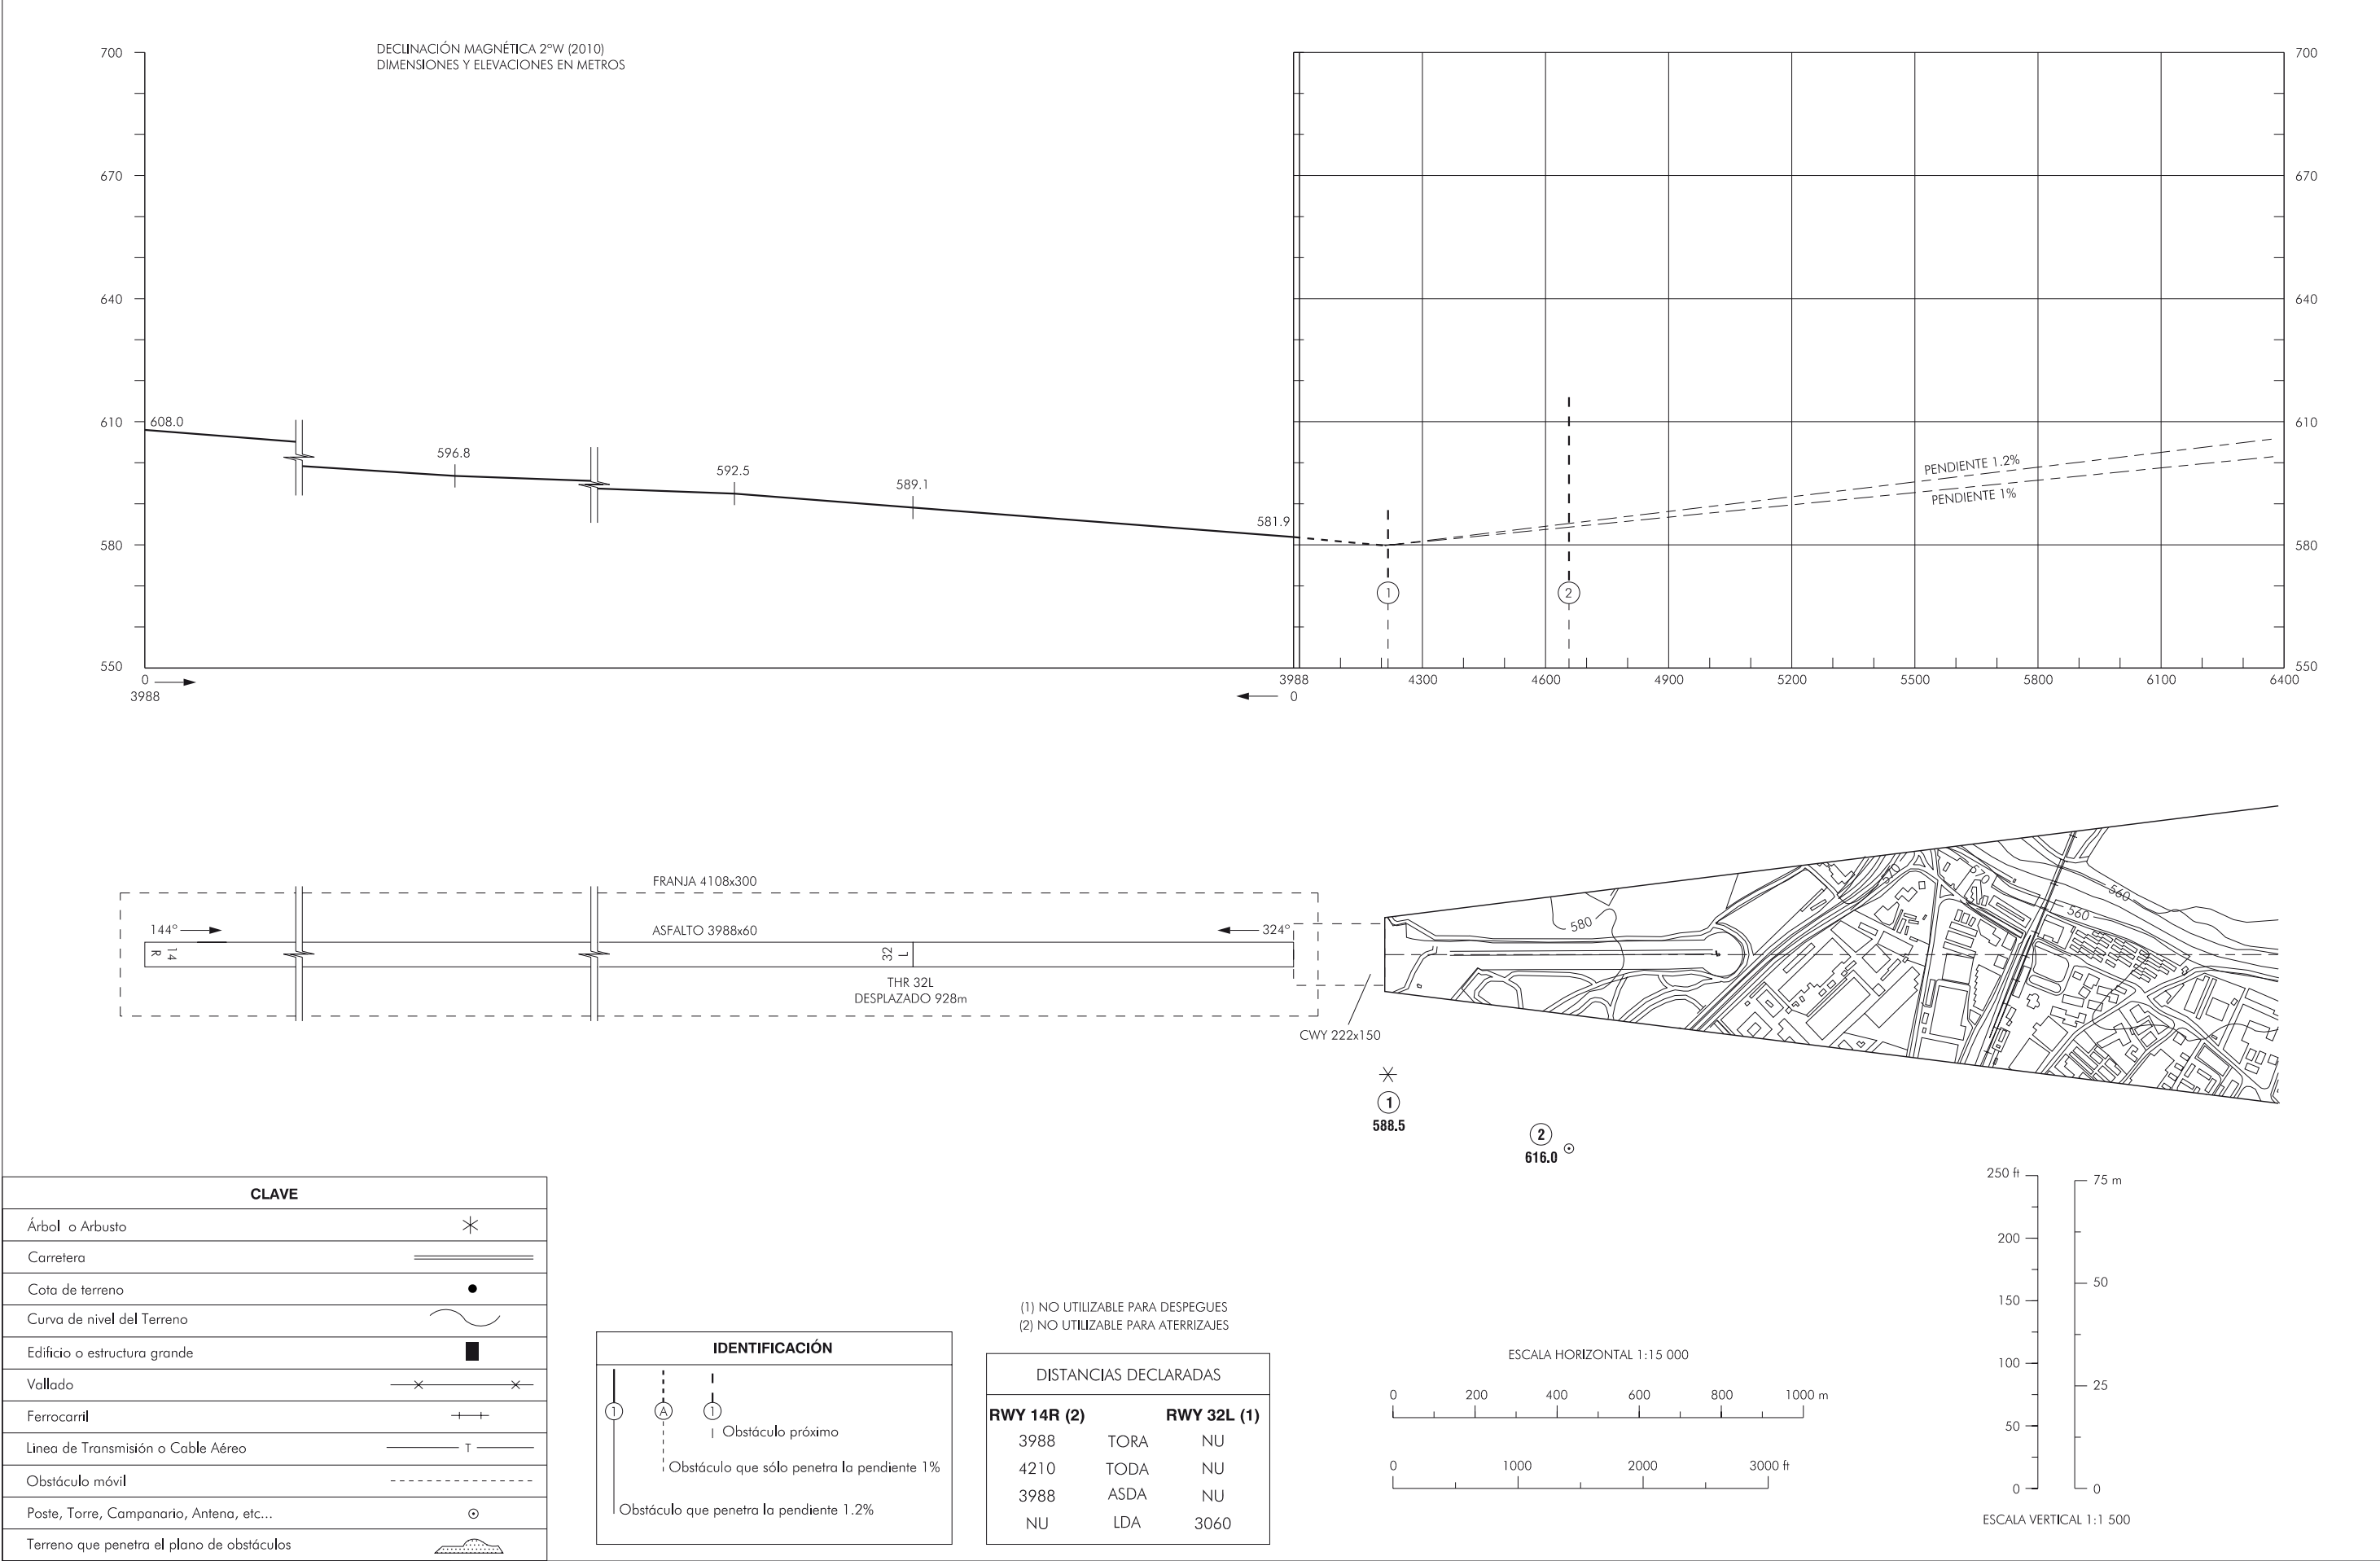 DECLINACIÓN MAGNÉTICA 2ºW (2010)
DIMENSIONES Y ELEVACIONES EN METROS
700
670
640
610
580
550
700
670
640
610
580
550
608.0
596.8
592.5
589.1
581.9
PENDIENTE 1.2%
PENDIENTE 1%
1
2
0
3988
3988
0
4300
4600
4900
5200
5500
5800
6100
6400
FRANJA 4108x300
144º
ASFALTO 3988x60
324º
14
R
32
L
THR 32L
DESPLAZADO 928m
CWY 222x150
580
570
570
560
560
1
588.5
2
616.0
CLAVE
Árbol o Arbusto
Carretera
Cota de terreno
Curva de nivel del Terreno
Edificio o estructura grande
Vallado
Ferrocarril
Linea de Transmisión o Cable Aéreo T
Obstáculo móvil
Poste, Torre, Campanario, Antena, etc...
Terreno que penetra el plano de obstáculos
IDENTIFICACIÓN
1 A 1
Obstáculo próximo
Obstáculo que sólo penetra la pendiente 1%
Obstáculo que penetra la pendiente 1.2%
(1) NO UTILIZABLE PARA DESPEGUES
(2) NO UTILIZABLE PARA ATERRIZAJES
DISTANCIAS DECLARADAS
RWY 14R (2) RWY 32L (1)
3988 TORA NU
4210 TODA NU
3988 ASDA NU
NU LDA 3060
ESCALA HORIZONTAL 1:15 000
0 200 400 600 800 1000 m
0 1000 2000 3000 ft
250 ft
200
150
100
50
0
75 m
50
25
0
ESCALA VERTICAL 1:1 500